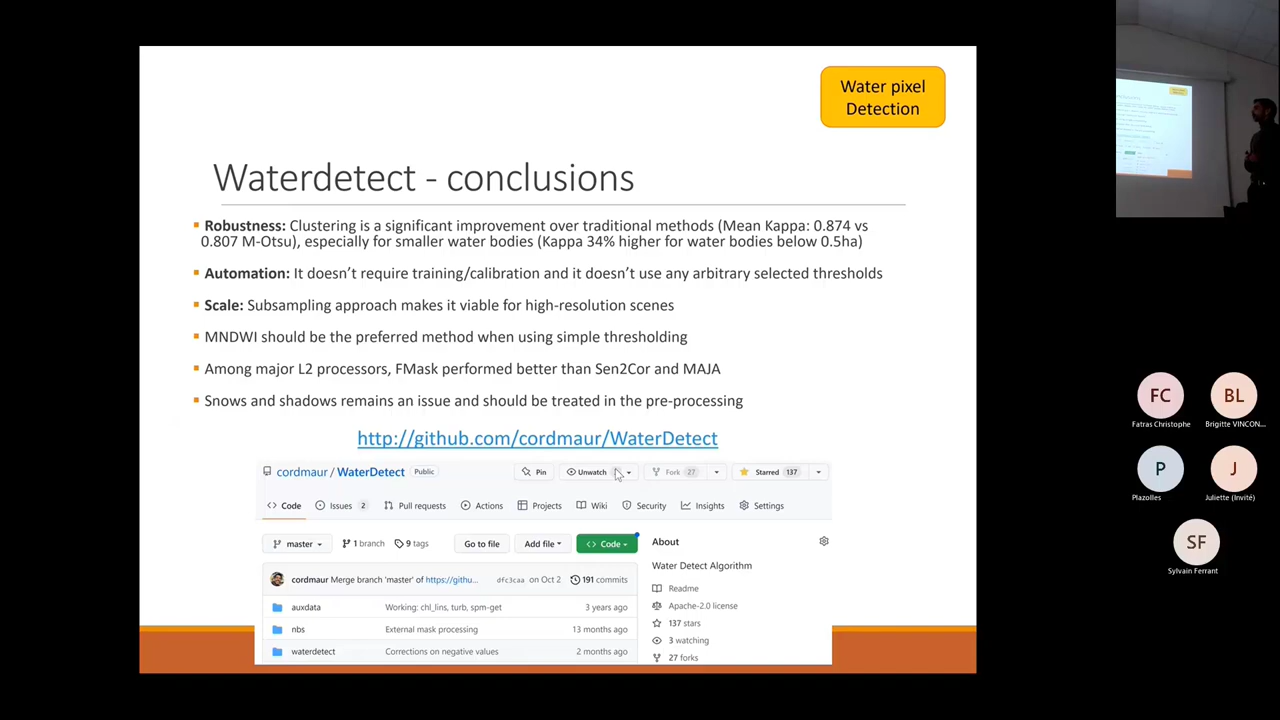 Water pixel
Detection
Waterdetect - conclusions
▪ Robustness: Clustering is a significant improvement over traditional methods (Mean Kappa: 0.874 vs
0.807 M-Otsu), especially for smaller water bodies (Kappa 34% higher for water bodies below 0.5ha)
▪ Automation: It doesn't require training/calibration and it doesn't use any arbitrary selected thresholds
▪ Scale: Subsampling approach makes it viable for high-resolution scenes
▪ MNDWI should be the preferred method when using simple thresholding
▪ Among major L2 processors, FMask performed better than Sen2Cor and MAJA
▪ Snows and shadows remains an issue and should be treated in the pre-processing
http://github.com/cordmaur/WaterDetect
cordmaur / WaterDetect Public Pin Unwatch Fork 27 Starred 137
Code Issues 2 Pull requests Actions Projects Wiki Security Insights Settings
master 1 branch 9 tags Go to file Add file Code
cordmaur Merge branch 'master' of https://githu... dfc3caa on Oct 2 191 commits
auxdata Working: chl_lins, turb, spm-get 3 years ago
nbs External mask processing 13 months ago
waterdetect Corrections on negative values 2 months ago
About
Water Detect Algorithm
Readme
Apache-2.0 license
137 stars
3 watching
27 forks
FC
Fatras Christophe
BL
Brigitte VINCON...
P
Plazolles
J
Juliette (Invité)
SF
Sylvain Ferrant